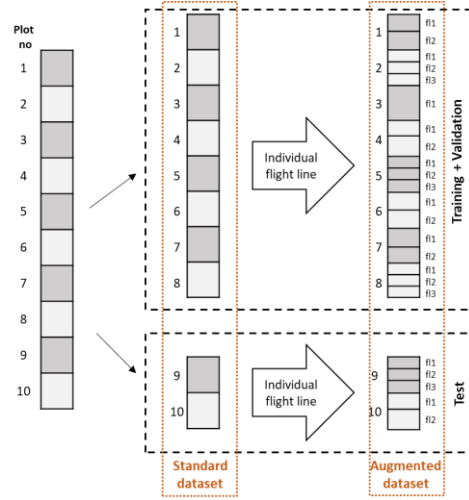 Plot
no
1
2
3
4
5
6
7
8
9
10
1
2
3
4
5
6
7
8
Individual
flight line
1
fl1
fl2
2
fl1
fl2
fl3
3
fl1
4
fl1
fl2
5
fl1
fl2
fl3
6
fl1
fl2
7
fl1
fl2
8
fl1
fl2
fl3
Training + Validation
9
10
Individual
flight line
9
fl1
fl2
fl3
10
fl1
fl2
Test
Standard
dataset
Augmented
dataset